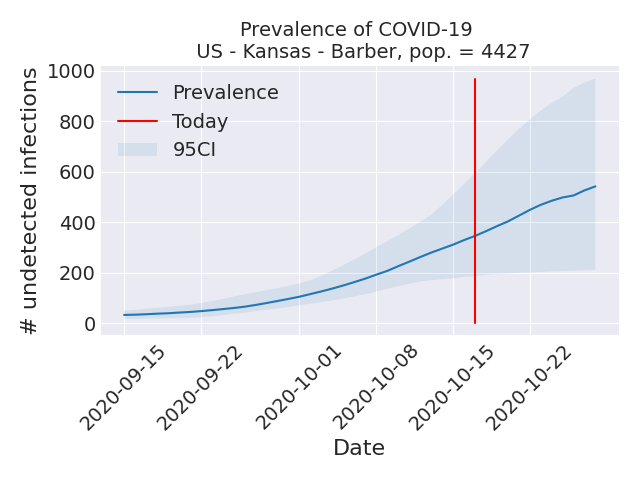 Prevalence of COVID-19
US - Kansas - Barber, pop. = 4427
# undetected infections
1000
800
600
400
200
0
Prevalence
Today
95CI
2020-09-15
2020-09-22
2020-10-01
2020-10-08
2020-10-15
2020-10-22
Date